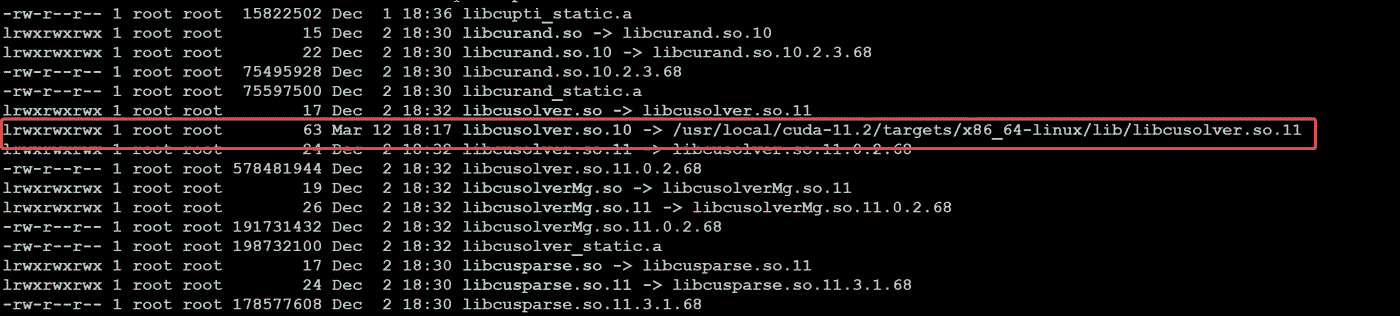 -rw-r--r-- 1 root root  15822502 Dec  1 18:36 libcupti_static.a
lrwxrwxrwx 1 root root        15 Dec  2 18:30 libcurand.so -> libcurand.so.10
lrwxrwxrwx 1 root root        22 Dec  2 18:30 libcurand.so.10 -> libcurand.so.10.2.3.68
-rw-r--r-- 1 root root  75495928 Dec  2 18:30 libcurand.so.10.2.3.68
-rw-r--r-- 1 root root  75597500 Dec  2 18:30 libcurand_static.a
lrwxrwxrwx 1 root root        17 Dec  2 18:32 libcusolver.so -> libcusolver.so.11
lrwxrwxrwx 1 root root        63 Mar 12 18:17 libcusolver.so.10 -> /usr/local/cuda-11.2/targets/x86_64-linux/lib/libcusolver.so.11
lrwxrwxrwx 1 root root        24 Dec  2 18:32 libcusolver.so.11 -> libcusolver.so.11.0.2.68
-rw-r--r-- 1 root root 578481944 Dec  2 18:32 libcusolver.so.11.0.2.68
lrwxrwxrwx 1 root root        19 Dec  2 18:32 libcusolverMg.so -> libcusolverMg.so.11
lrwxrwxrwx 1 root root        26 Dec  2 18:32 libcusolverMg.so.11 -> libcusolverMg.so.11.0.2.68
-rw-r--r-- 1 root root 191731432 Dec  2 18:32 libcusolverMg.so.11.0.2.68
-rw-r--r-- 1 root root 198732100 Dec  2 18:32 libcusolver_static.a
lrwxrwxrwx 1 root root        17 Dec  2 18:30 libcusparse.so -> libcusparse.so.11
lrwxrwxrwx 1 root root        24 Dec  2 18:30 libcusparse.so.11 -> libcusparse.so.11.3.1.68
-rw-r--r-- 1 root root 178577608 Dec  2 18:30 libcusparse.so.11.3.1.68